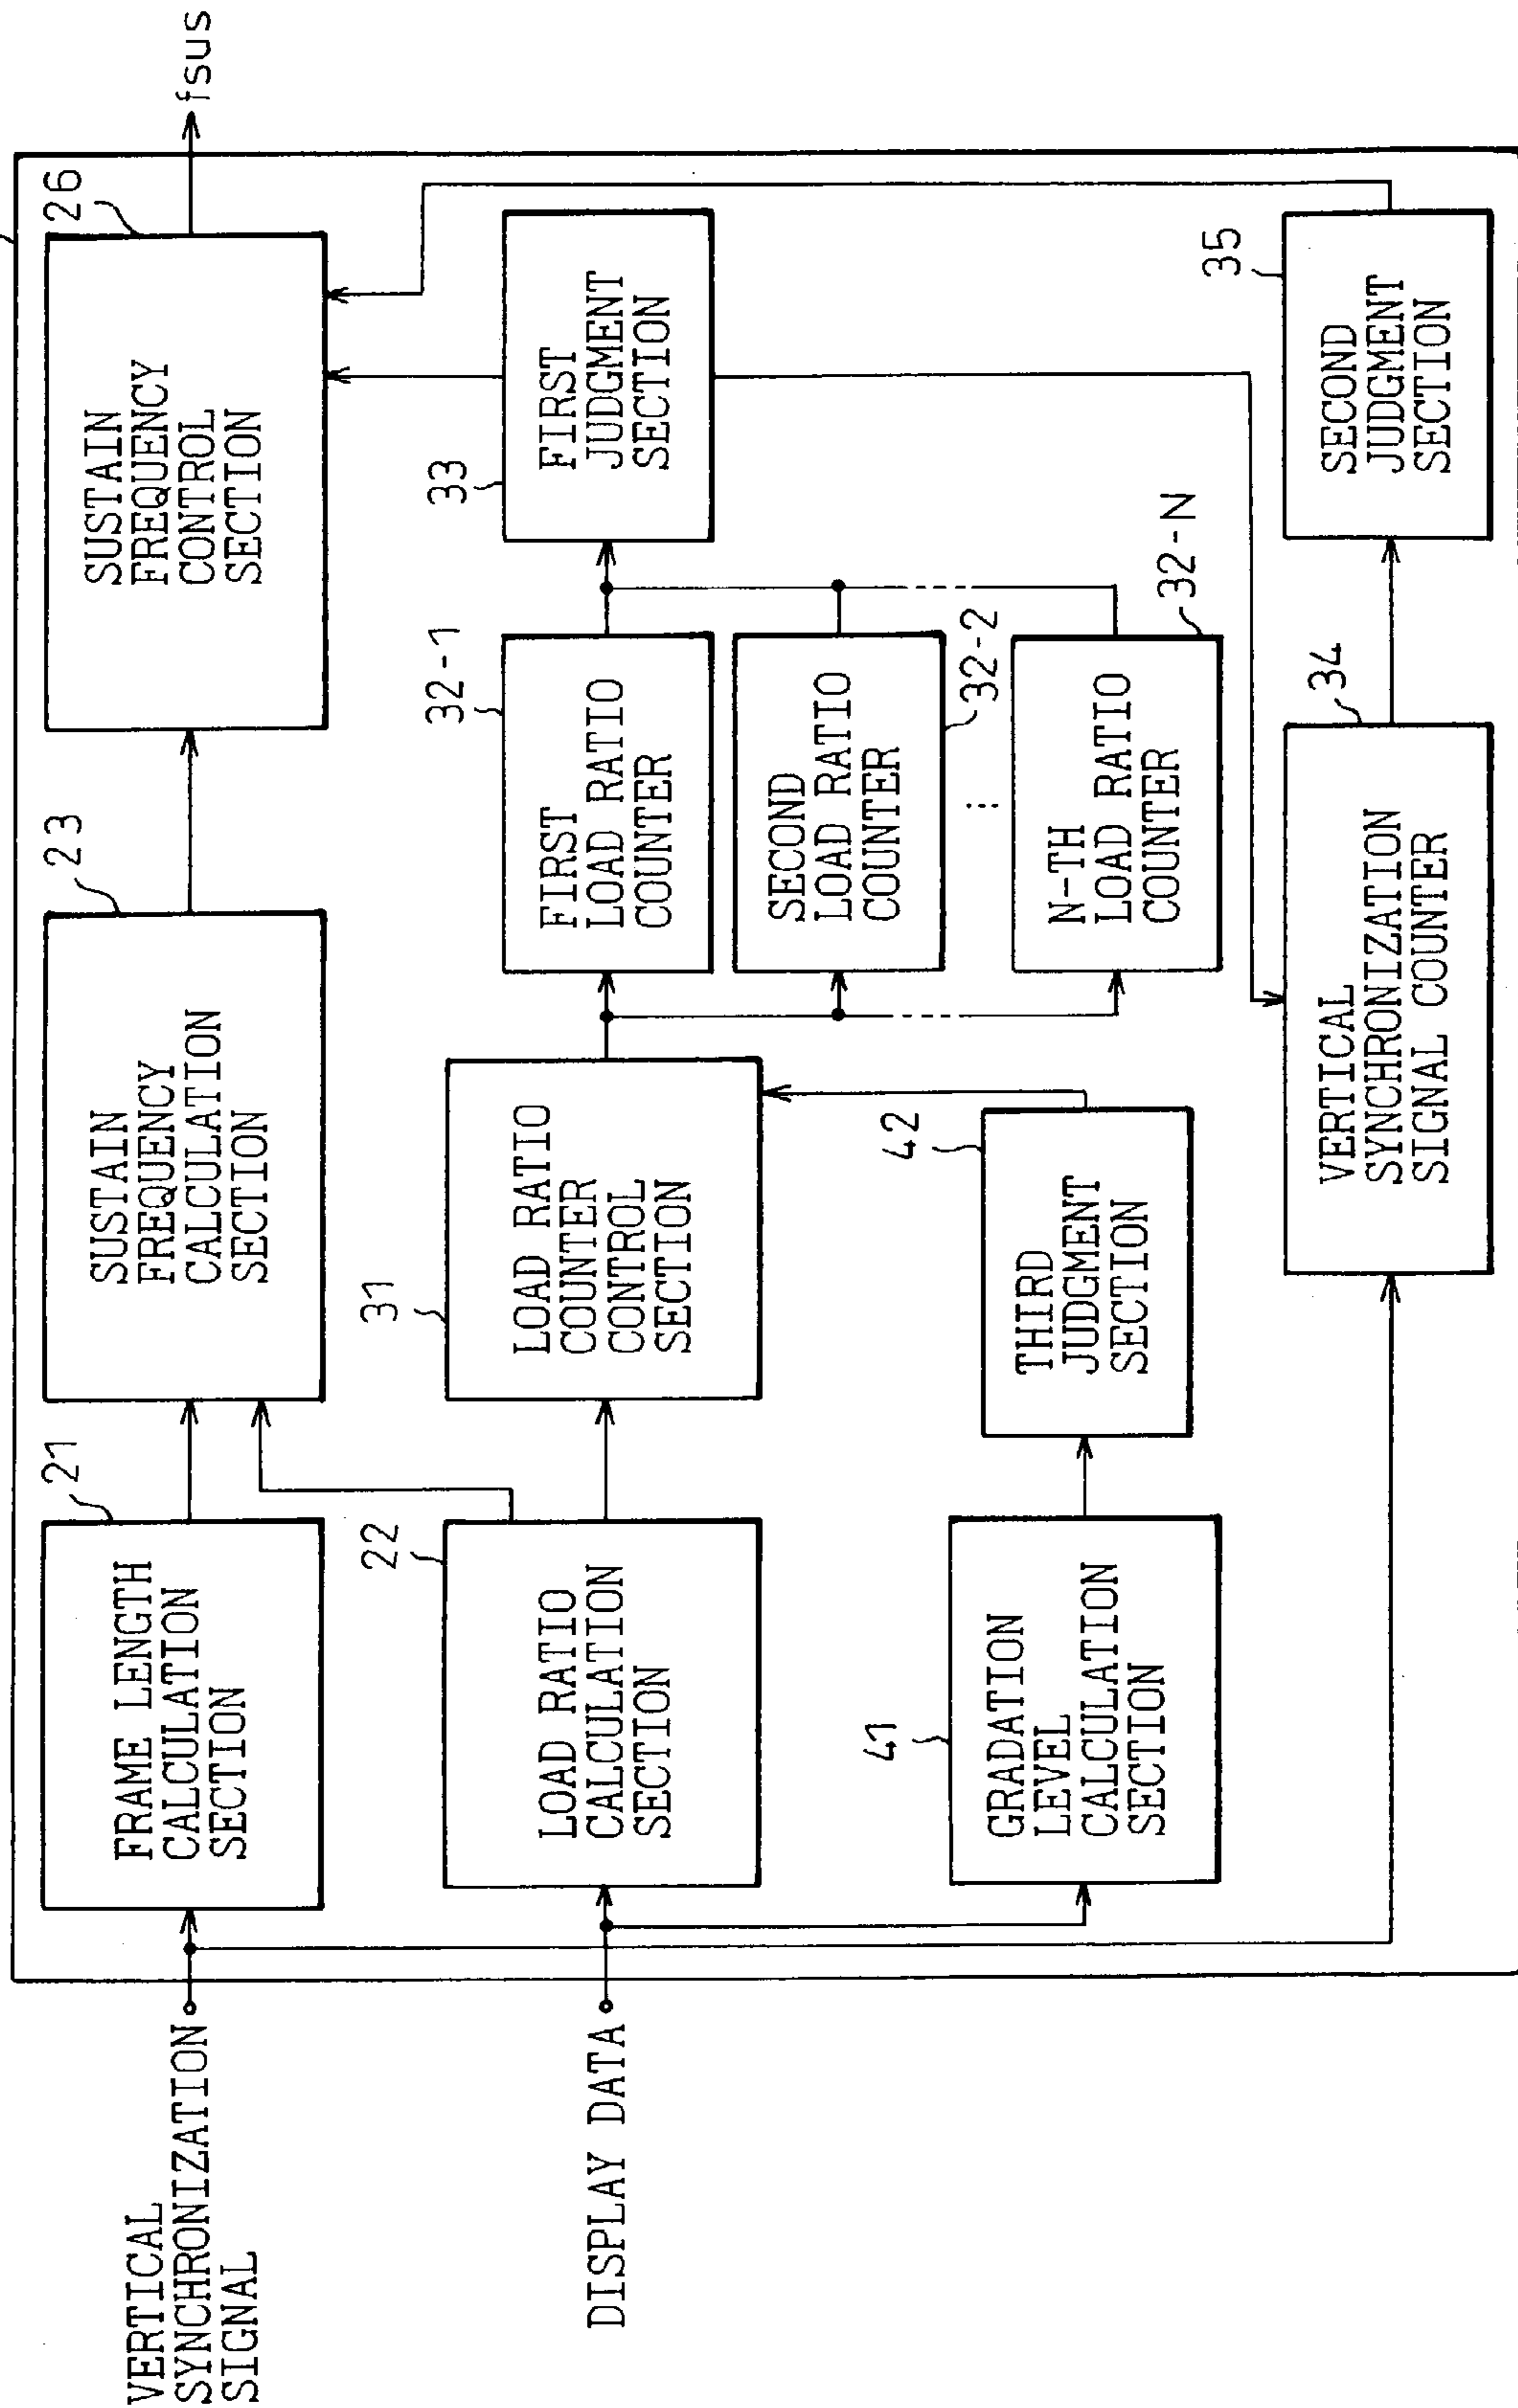 VERTICAL
SYNCHRONIZATION
SIGNAL
DISPLAY DATA
21
FRAME LENGTH
CALCULATION
SECTION
23
SUSTAIN
FREQUENCY
CALCULATION
SECTION
26
SUSTAIN
FREQUENCY
CONTROL
SECTION
fsus
22
LOAD RATIO
CALCULATION
SECTION
31
LOAD RATIO
COUNTER
CONTROL
SECTION
32-1
FIRST
LOAD RATIO
COUNTER
33
FIRST
JUDGMENT
SECTION
SECOND
LOAD RATIO
COUNTER
32-2
⋮
N-TH
LOAD RATIO
COUNTER
32-N
41
GRADATION
LEVEL
CALCULATION
SECTION
42
THIRD
JUDGMENT
SECTION
34
VERTICAL
SYNCHRONIZATION
SIGNAL COUNTER
35
SECOND
JUDGMENT
SECTION